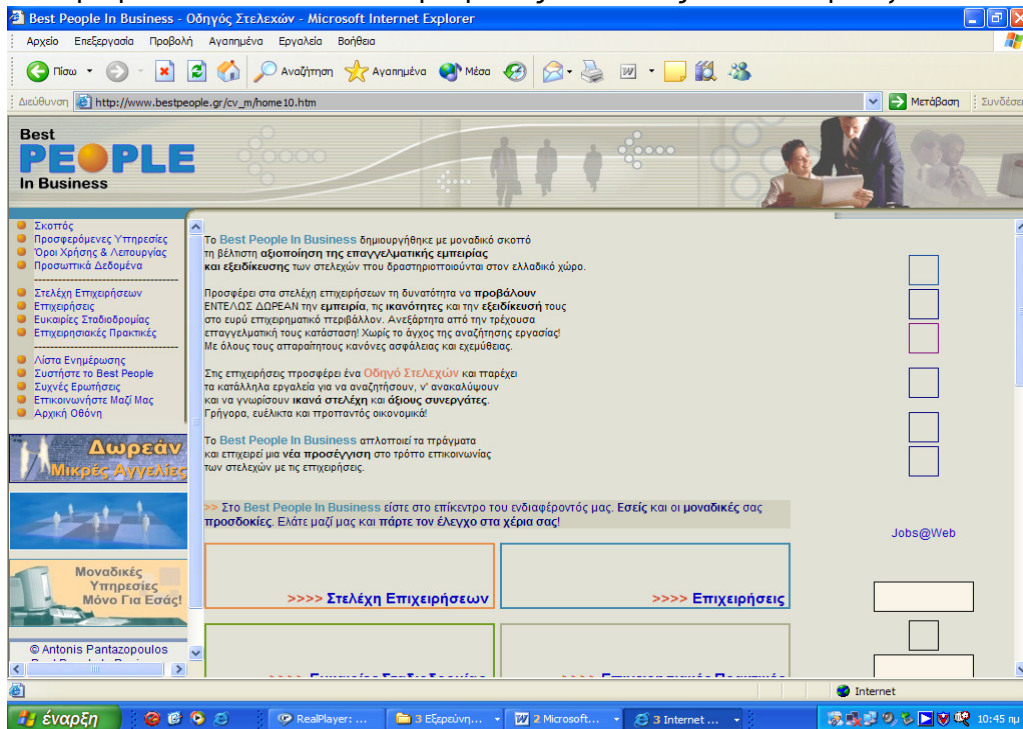 Best People In Business - Οδηγός Στελεχών - Microsoft Internet Explorer
Αρχείο Επεξεργασία Προβολή Αγαπημένα Εργαλεία Βοήθεια
Πίσω Αναζήτηση Αγαπημένα Μέσα
Διεύθυνση http://www.bestpeople.gr/cv_m/home10.htm Μετάβαση Συνδέσει
Best
PEOPLE
In Business
Σκοπός
Προσφερόμενες Υπηρεσίες
Όροι Χρήσης & Λειτουργίας
Προσωπικά Δεδομένα
Στελέχη Επιχειρήσεων
Επιχειρήσεις
Ευκαιρίες Σταδιοδρομίας
Επιχειρησιακές Πρακτικές
Λίστα Ενημέρωσης
Συστήστε το Best People
Συχνές Ερωτήσεις
Επικοινωνήστε Μαζί Μας
Αρχική Οθόνη
Δωρεάν
Μικρές Αγγελίες
Μοναδικές
Υπηρεσίες
Μόνο Για Εσάς!
© Antonis Pantazopoulos
Το Best People In Business δημιουργήθηκε με μοναδικό σκοπό
τη βέλτιστη αξιοποίηση της επαγγελματικής εμπειρίας
και εξειδίκευσης των στελεχών που δραστηριοποιούνται στον ελλαδικό χώρο.
Προσφέρει στα στελέχη επιχειρήσεων τη δυνατότητα να προβάλουν
ΕΝΤΕΛΩΣ ΔΩΡΕΑΝ την εμπειρία, τις ικανότητες και την εξειδίκευσή τους
στο ευρύ επιχειρηματικό περιβάλλον. Ανεξάρτητα από την τρέχουσα
επαγγελματική τους κατάσταση! Χωρίς το άγχος της αναζήτησης εργασίας!
Με όλους τους απαραίτητους κανόνες ασφάλειας και εχεμύθειας.
Στις επιχειρήσεις προσφέρει ένα Οδηγό Στελεχών και παρέχει
τα κατάλληλα εργαλεία για να αναζητήσουν, ν' ανακαλύψουν
και να γνωρίσουν ικανά στελέχη και άξιους συνεργάτες.
Γρήγορα, ευέλικτα και προπαντός οικονομικά!
Το Best People In Business απλοποιεί τα πράγματα
και επιχειρεί μια νέα προσέγγιση στο τρόπο επικοινωνίας
των στελεχών με τις επιχειρήσεις.
>> Στο Best People In Business είστε στο επίκεντρο του ενδιαφέροντός μας. Εσείς και οι μοναδικές σας
προσδοκίες. Ελάτε μαζί μας και πάρτε τον έλεγχο στα χέρια σας!
>>>> Στελέχη Επιχειρήσεων
>>>> Επιχειρήσεις
>>>> Ευκαιρίες Σταδιοδρομίας
>>>> Επιχειρησιακές Πρακτικές
Jobs@Web
Internet
έναρξη RealPlayer: ... 3 Εξερεύνη... 2 Microsoft... 3 Internet ... 10:45 πμ